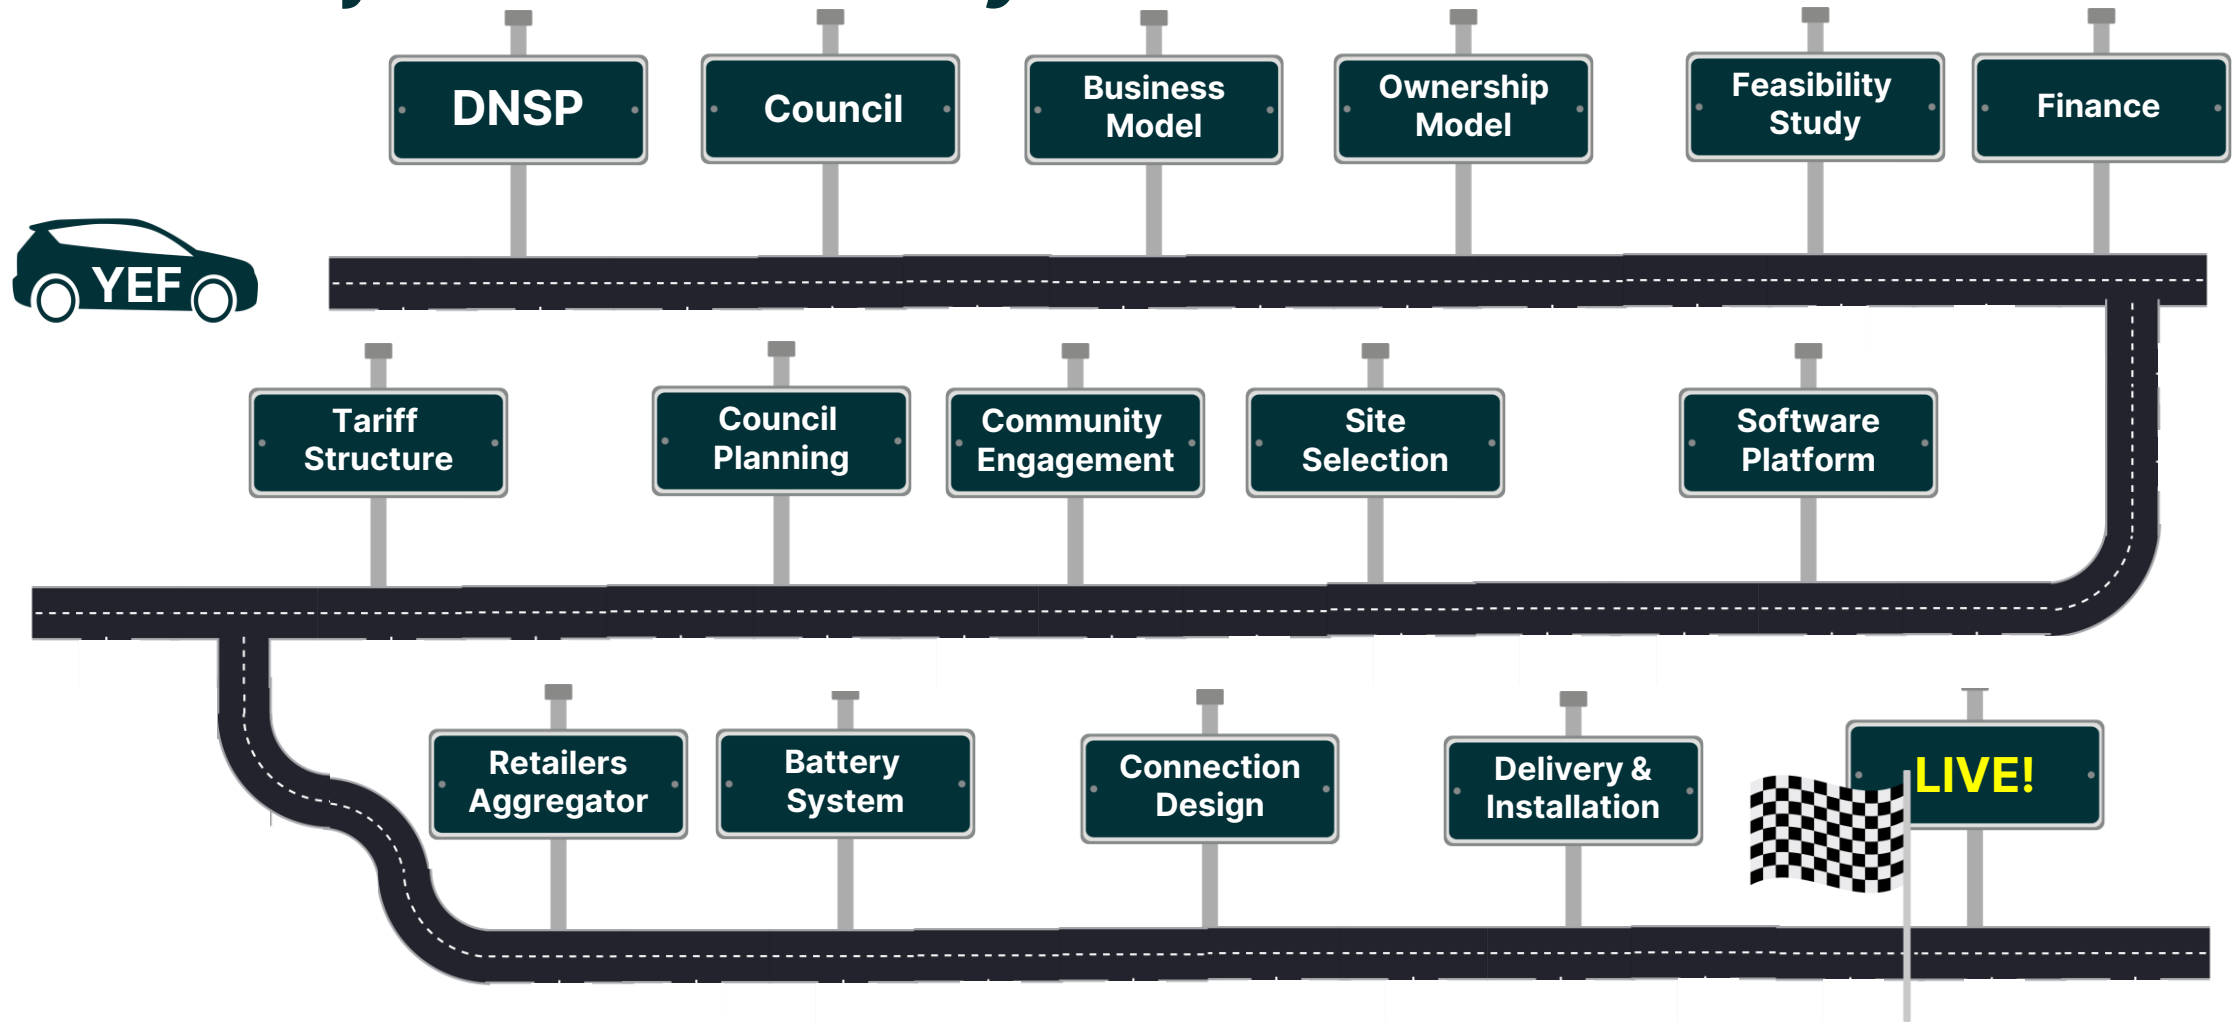 DNSP
Council
Business
Model
Ownership
Model
Feasibility
Study
Finance
YEF
Tariff
Structure
Council
Planning
Community
Engagement
Site
Selection
Software
Platform
Retailers
Aggregator
Battery
System
Connection
Design
Delivery &
Installation
LIVE!